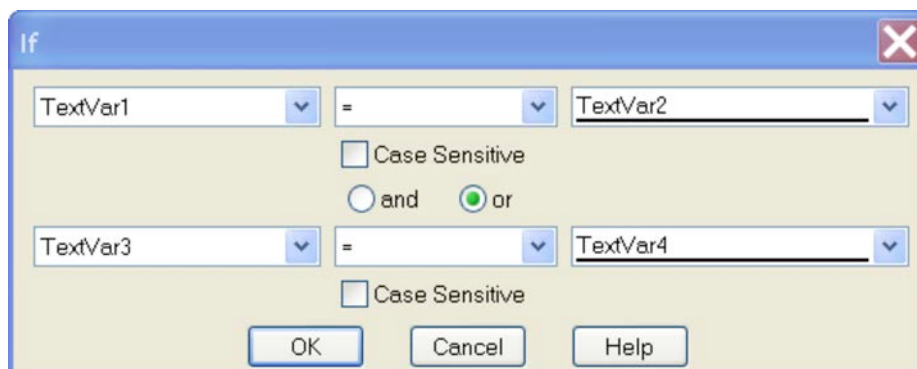 If
TextVar1 = TextVar2
Case Sensitive
and or
TextVar3 = TextVar4
Case Sensitive
OK Cancel Help